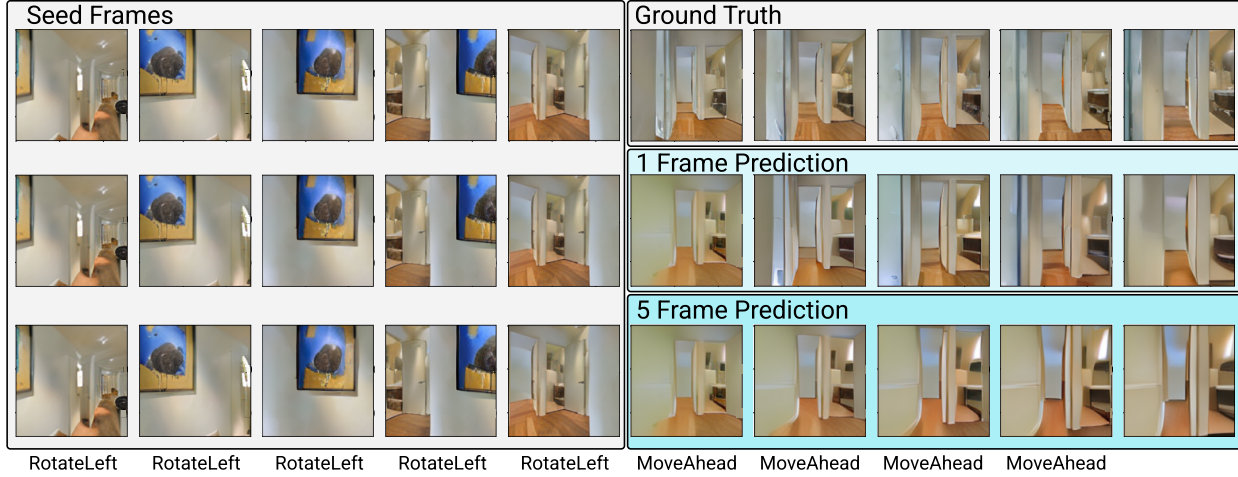 Seed Frames
Ground Truth
1 Frame Prediction
5 Frame Prediction
RotateLeft RotateLeft RotateLeft RotateLeft RotateLeft MoveAhead MoveAhead MoveAhead MoveAhead